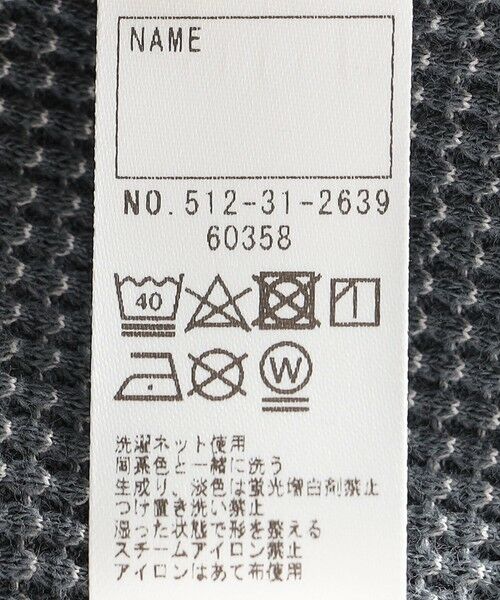 NAME
NO.512-31-2639
60358
40
W
洗濯ネット使用
同素色と一緒に洗う
生成り、淡色は蛍光増白剤禁止
つけ置き洗い禁止
湿った状態で形を整える
スチームアイロン禁止
アイロンはあて布使用